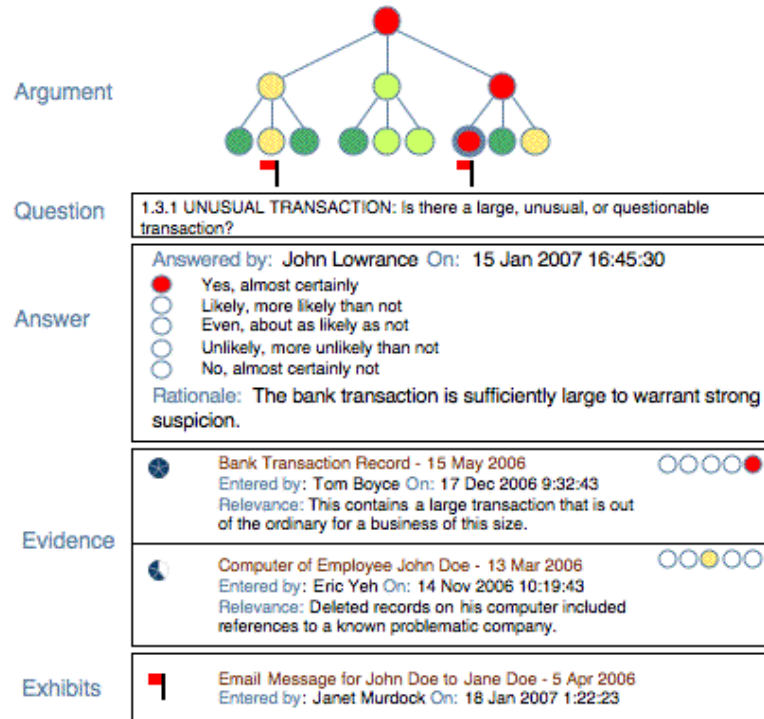 Argument
Question
1.3.1 UNUSUAL TRANSACTION: Is there a large, unusual, or questionable
transaction?
Answer
Answered by: John Lowrance On: 15 Jan 2007 16:45:30
Yes, almost certainly
Likely, more likely than not
Even, about as likely as not
Unlikely, more unlikely than not
No, almost certainly not
Rationale: The bank transaction is sufficiently large to warrant strong
suspicion.
Evidence
Bank Transaction Record - 15 May 2006
Entered by: Tom Boyce On: 17 Dec 2006 9:32:43
Relevance: This contains a large transaction that is out
of the ordinary for a business of this size.
Computer of Employee John Doe - 13 Mar 2006
Entered by: Eric Yeh On: 14 Nov 2006 10:19:43
Relevance: Deleted records on his computer included
references to a known problematic company.
Exhibits
Email Message for John Doe to Jane Doe - 5 Apr 2006
Entered by: Janet Murdock On: 18 Jan 2007 1:22:23